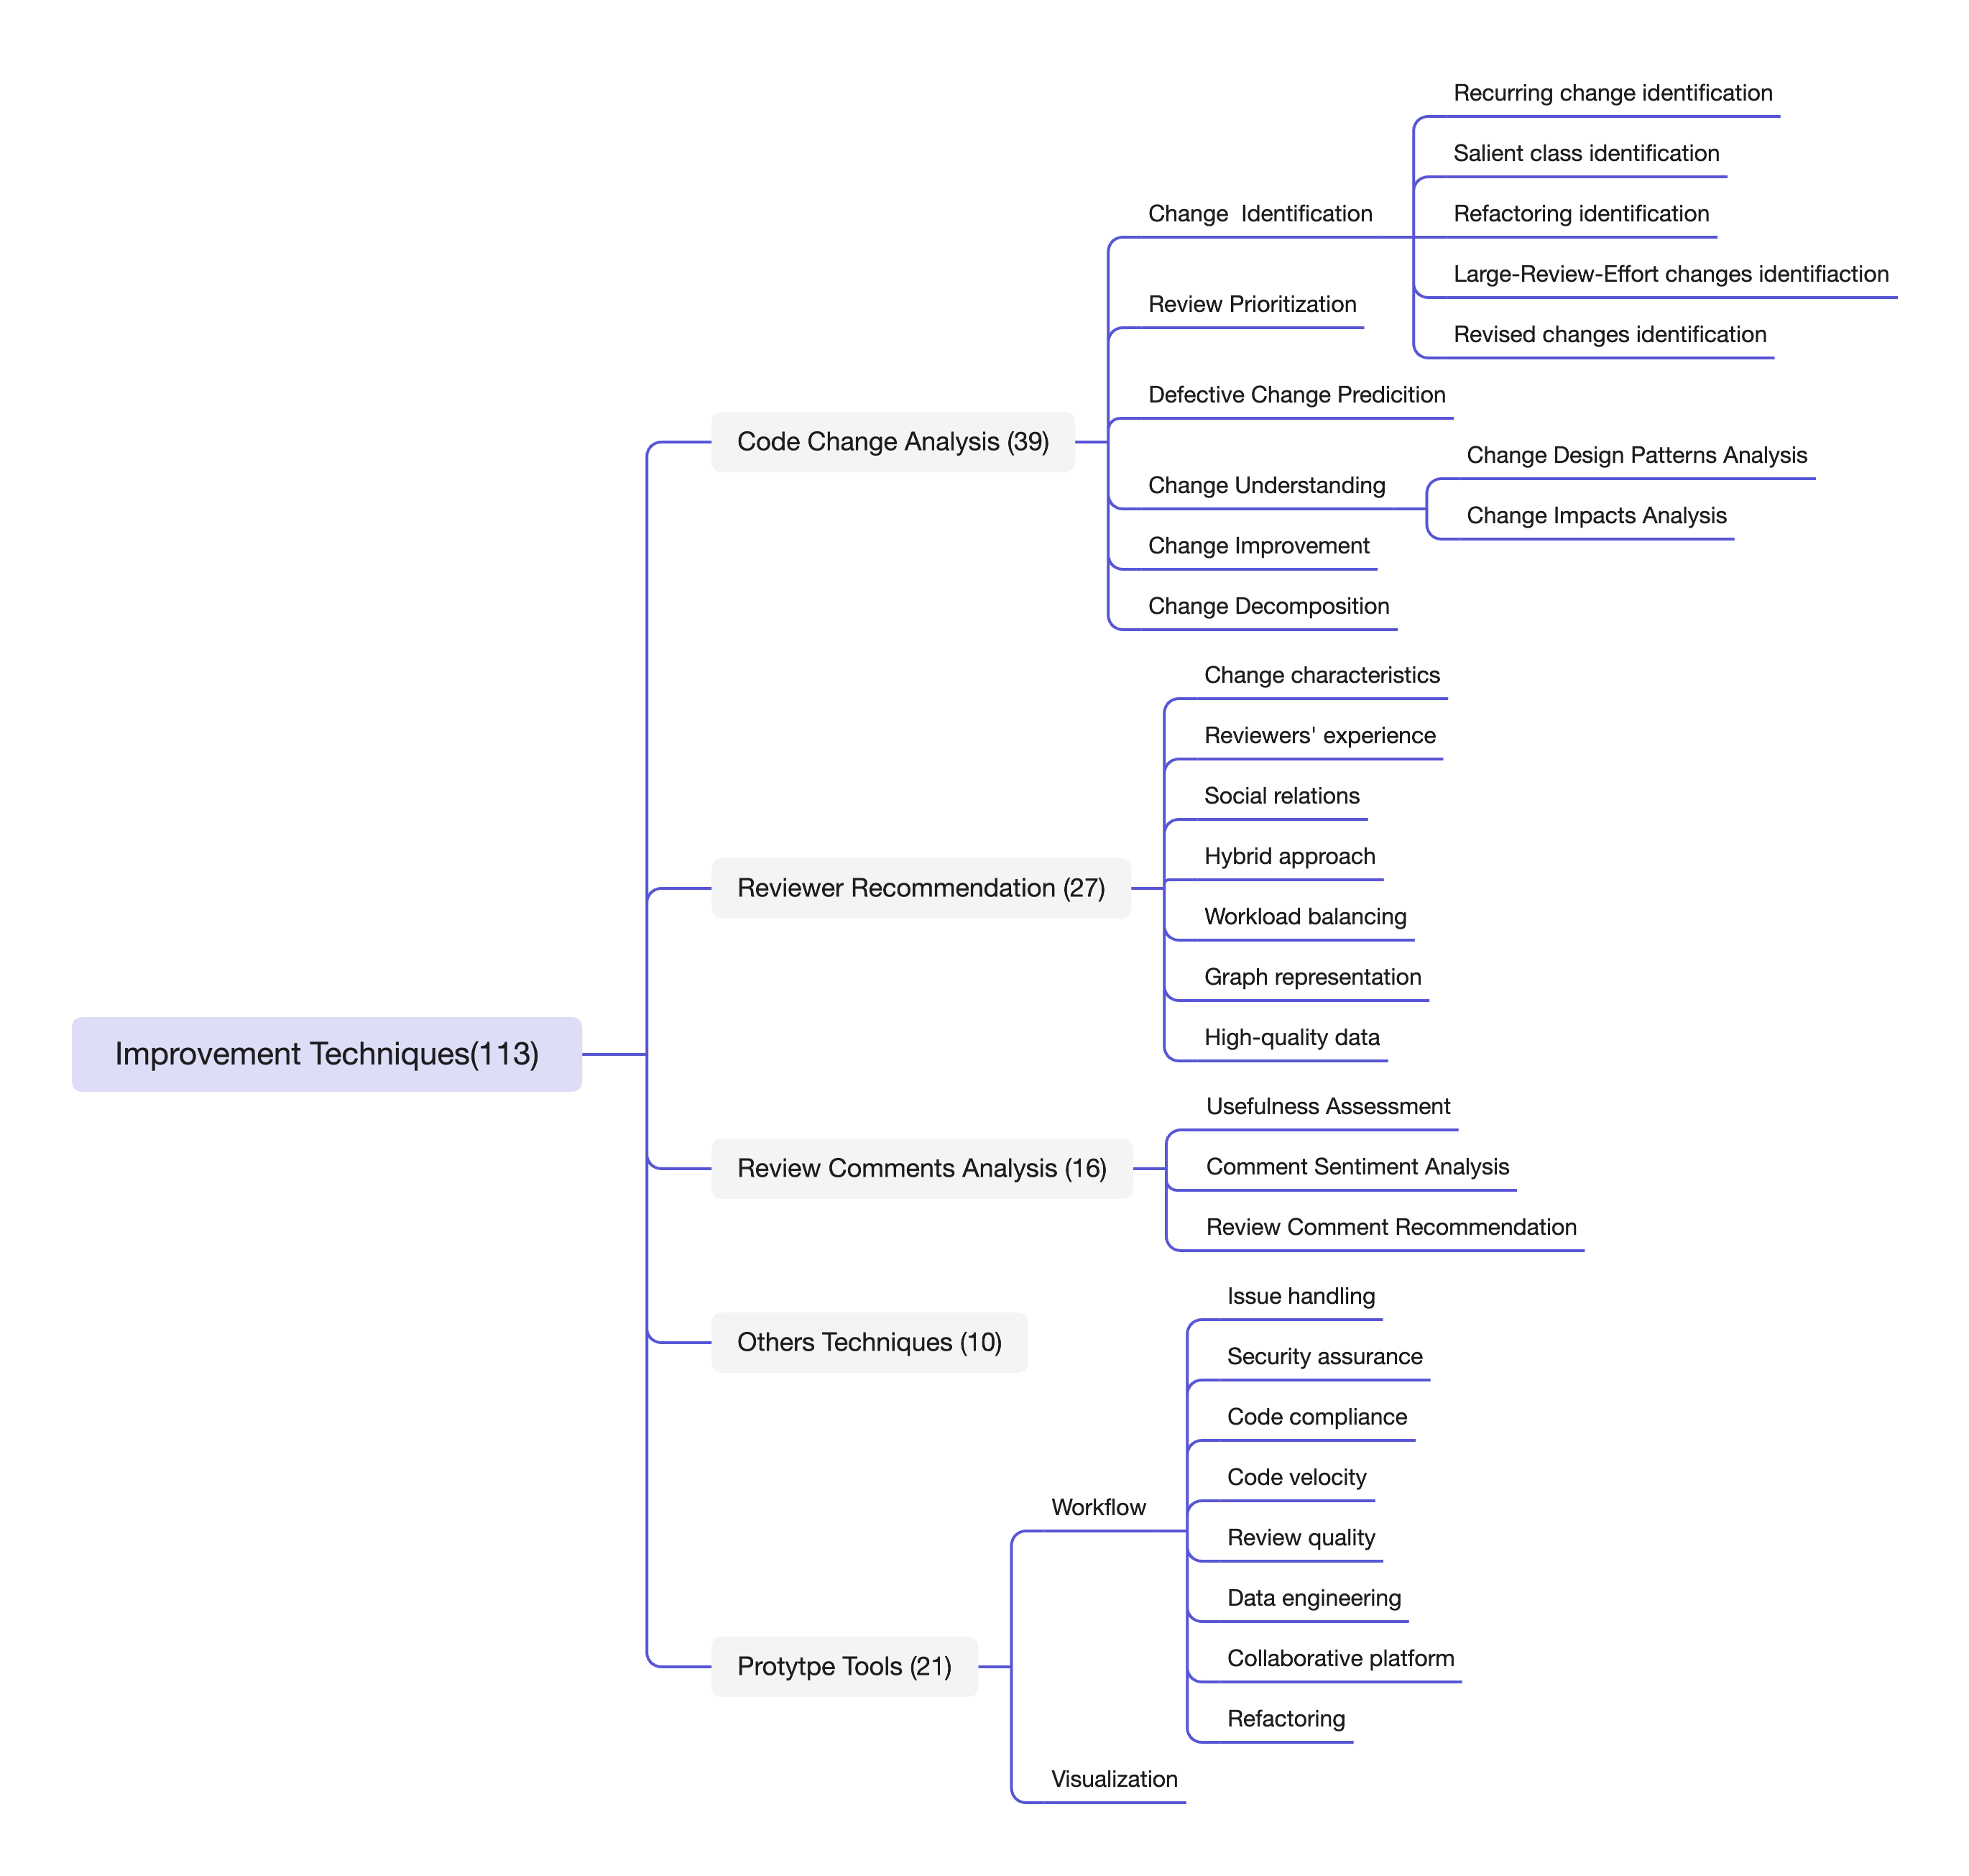 Improvement Techniques(113)
Code Change Analysis (39)
Change  Identification
Recurring change identification
Salient class identification
Refactoring identification
Large-Review-Effort changes identifiaction
Revised changes identification
Review Prioritization
Defective Change Predicition
Change Understanding
Change Design Patterns Analysis
Change Impacts Analysis
Change Improvement
Change Decomposition
Reviewer Recommendation (27)
Change characteristics
Reviewers' experience
Social relations
Hybrid approach
Workload balancing
Graph representation
High-quality data
Review Comments Analysis (16)
Usefulness Assessment
Comment Sentiment Analysis
Review Comment Recommendation
Others Techniques (10)
Protytpe Tools (21)
Workflow
Issue handling
Security assurance
Code compliance
Code velocity
Review quality
Data engineering
Collaborative platform
Refactoring
Visualization